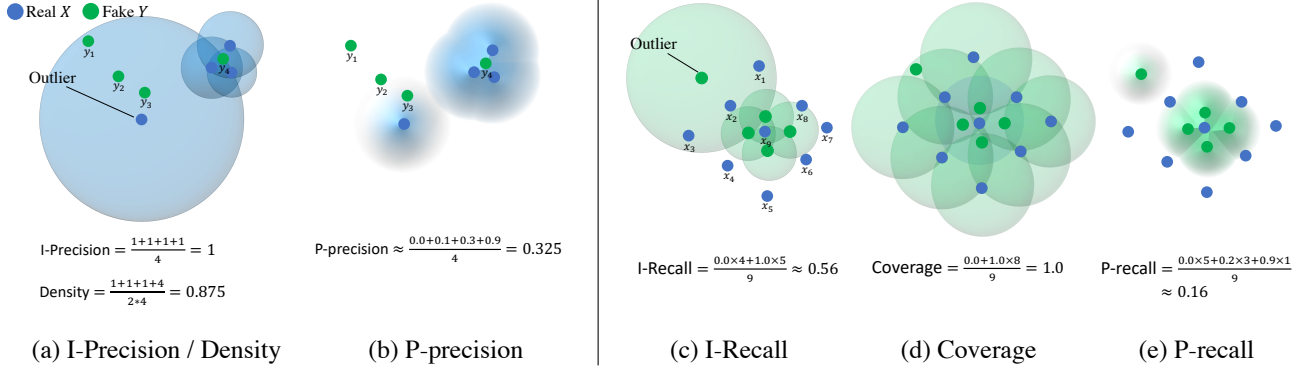 Real X Fake Y
y1
y2
y3
y4
Outlier
I-Precision = (1+1+1+1)/4 = 1
Density = (1+1+1+4)/(2*4) = 0.875
(a) I-Precision / Density
y1
y2
y3
y4
P-precision ≈ (0.0+0.1+0.3+0.9)/4 = 0.325
(b) P-precision
Outlier
x1
x2
x8
x3
x9
x7
x4
x6
x5
I-Recall = (0.0×4+1.0×5)/9 ≈ 0.56
(c) I-Recall
Coverage = (0.0+1.0×8)/9 = 1.0
(d) Coverage
P-recall = (0.0×5+0.2×3+0.9×1)/9
≈ 0.16
(e) P-recall